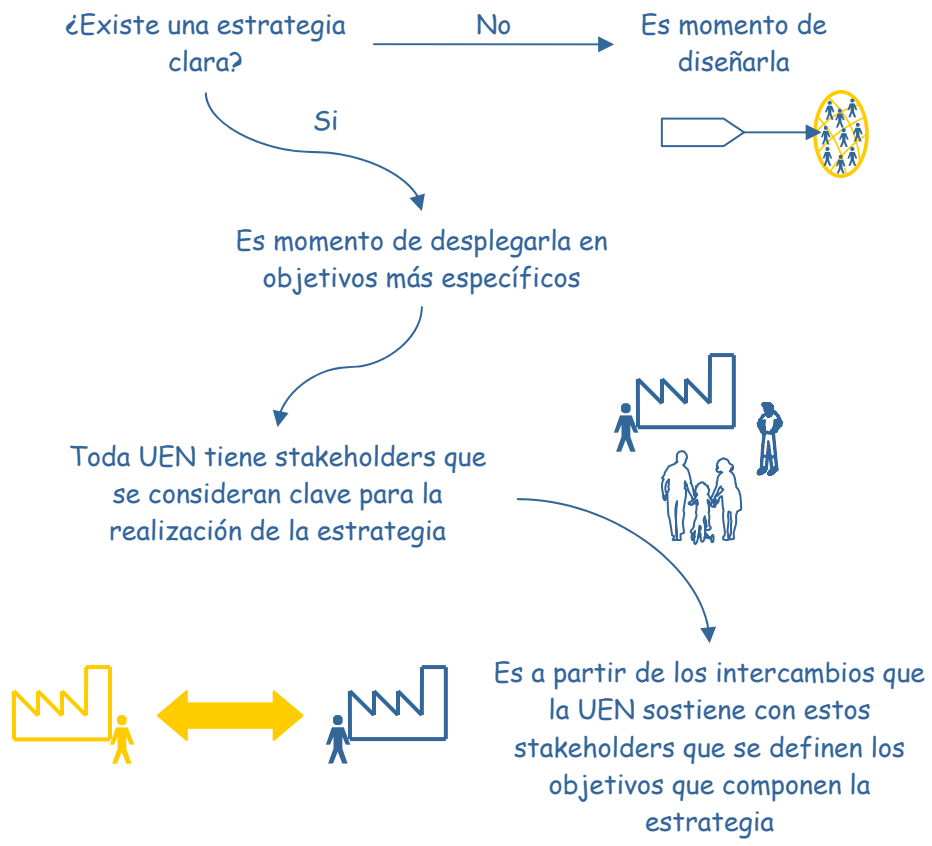 ¿Existe una estrategia
clara?
No
Es momento de
diseñarla
Si
Es momento de desplegarla en
objetivos más específicos
Toda UEN tiene stakeholders que
se consideran clave para la
realización de la estrategia
Es a partir de los intercambios que
la UEN sostiene con estos
stakeholders que se definen los
objetivos que componen la
estrategia